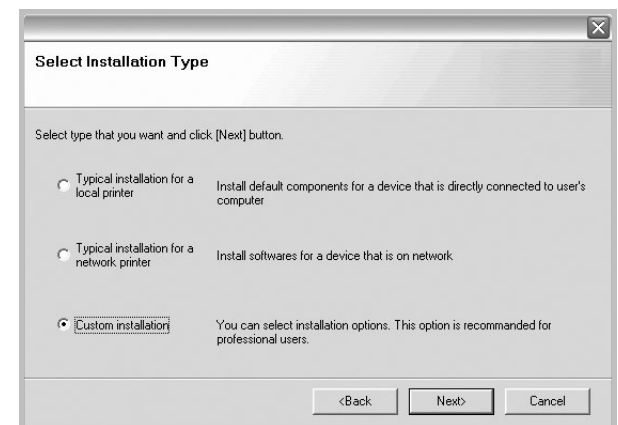 Select Installation Type
Select type that you want and click [Next] button.
Typical installation for a
local printer
Install default components for a device that is directly connected to user's
computer
Typical installation for a
network printer
Install softwares for a device that is on network
Custom installation
You can select installation options. This option is recommanded for
professional users.
<Back
Next>
Cancel